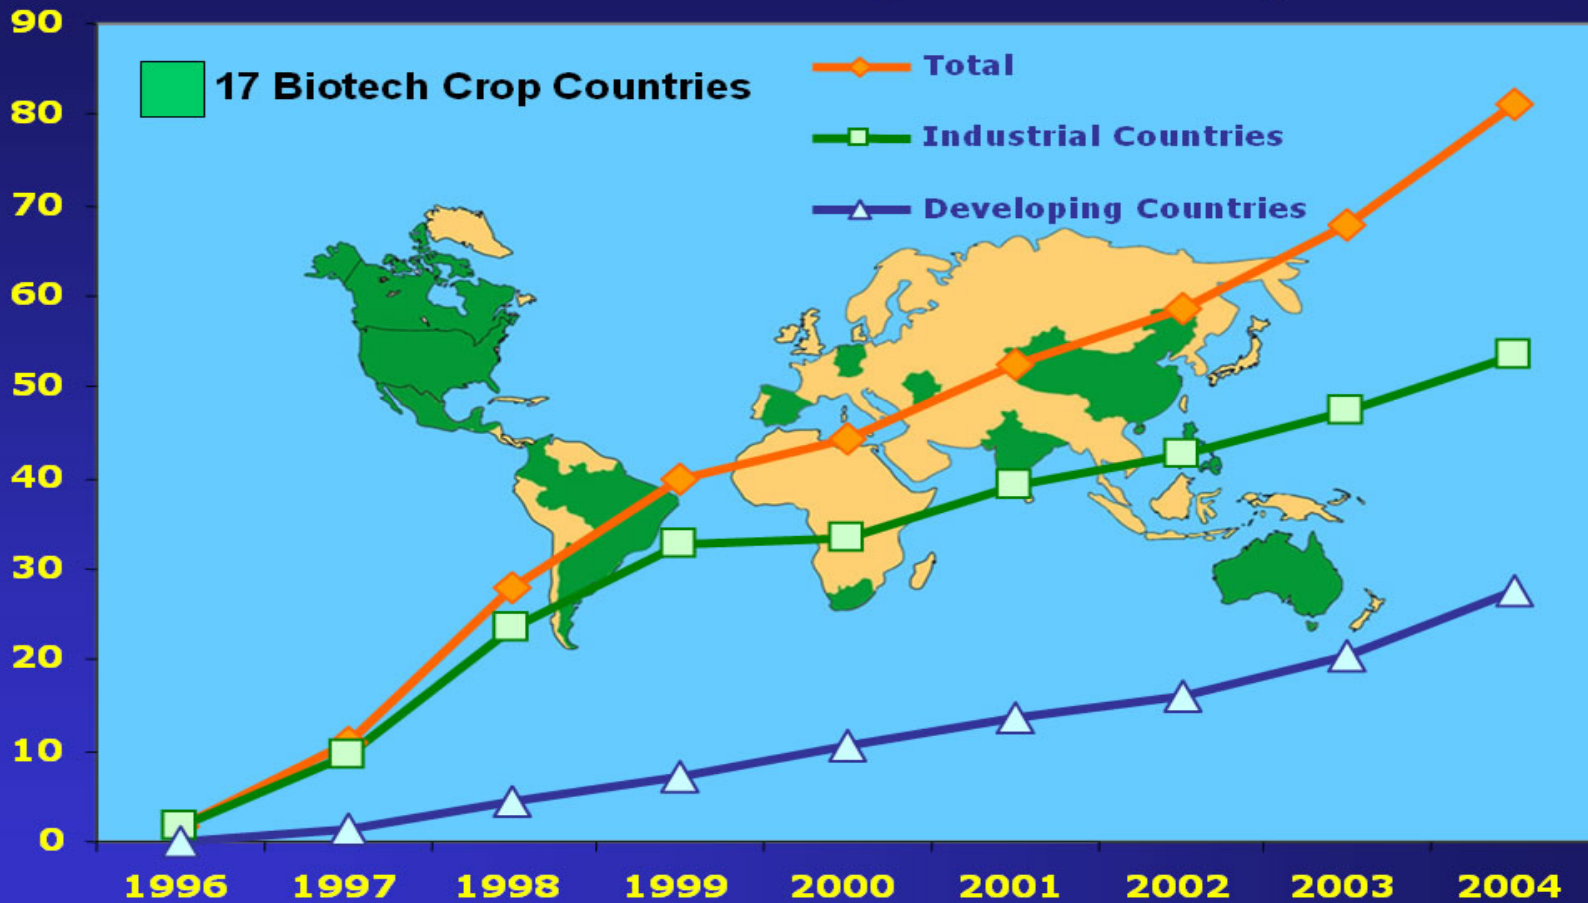 90
80
70
60
50
40
30
20
10
0
17 Biotech Crop Countries
Total
Industrial Countries
Developing Countries
1996 1997 1998 1999 2000 2001 2002 2003 2004